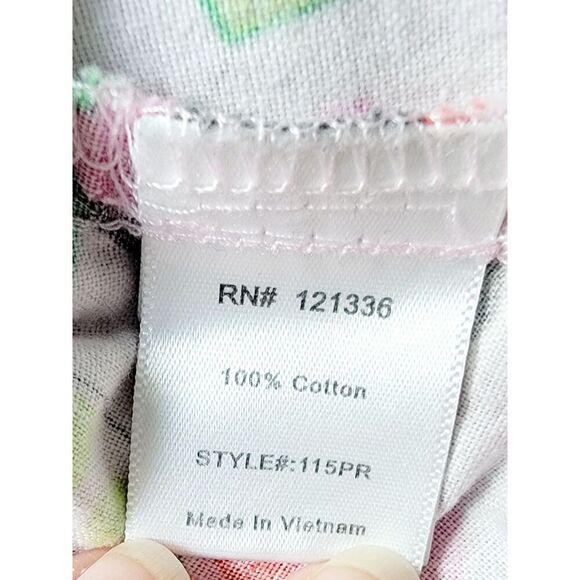 RN# 121336
100% Cotton
STYLE#:115PR
Made In Vietnam